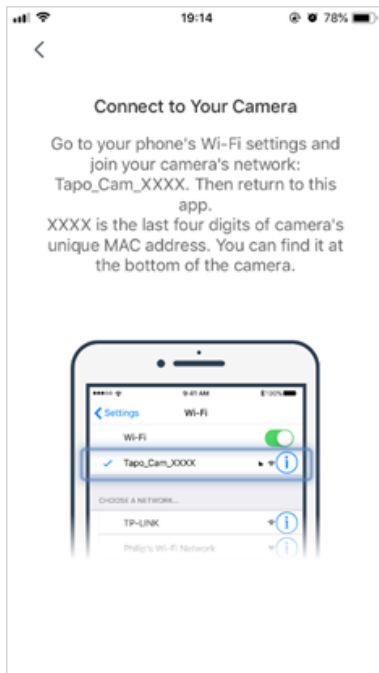 19:14
78%
Connect to Your Camera
Go to your phone's Wi-Fi settings and
join your camera's network:
Tapo_Cam_XXXX. Then return to this
app.
XXXX is the last four digits of camera's
unique MAC address. You can find it at
the bottom of the camera.
9:41 AM
100%
Settings
Wi-Fi
Wi-Fi
Tapo_Cam_XXXX
CHOOSE A NETWORK...
TP-LINK
Philip's Wi-Fi Network